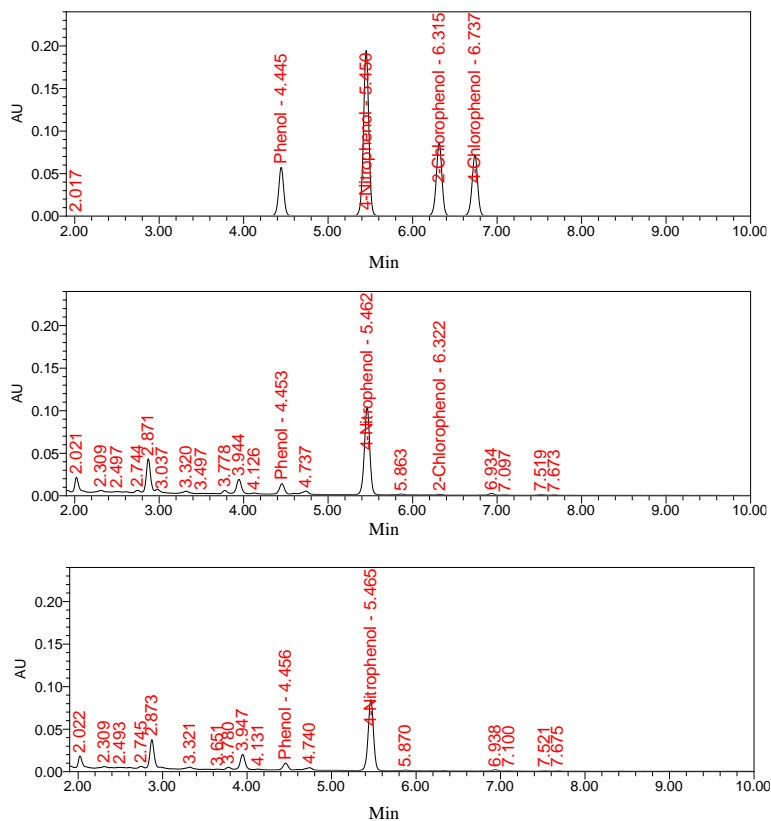 AU
0.20
0.15
0.10
0.05
0.00
2.017
Phenol - 4.445
4-Nitrophenol - 5.450
2-Chlorophenol - 6.315
4-Chlorophenol - 6.737
2.00 3.00 4.00 5.00 6.00 7.00 8.00 9.00 10.00
Min
AU
0.20
0.15
0.10
0.05
0.00
2.021
2.309
2.497
2.744
2.871
3.037
3.320
3.497
3.778
3.944
4.126
Phenol - 4.453
4.737
4-Nitrophenol - 5.462
5.863
2-Chlorophenol - 6.322
6.934
7.097
7.519
7.673
2.00 3.00 4.00 5.00 6.00 7.00 8.00 9.00 10.00
Min
AU
0.20
0.15
0.10
0.05
0.00
2.022
2.309
2.493
2.745
2.873
3.321
3.651
3.780
3.947
4.131
Phenol - 4.456
4.740
4-Nitrophenol - 5.465
5.870
6.938
7.100
7.521
7.675
2.00 3.00 4.00 5.00 6.00 7.00 8.00 9.00 10.00
Min